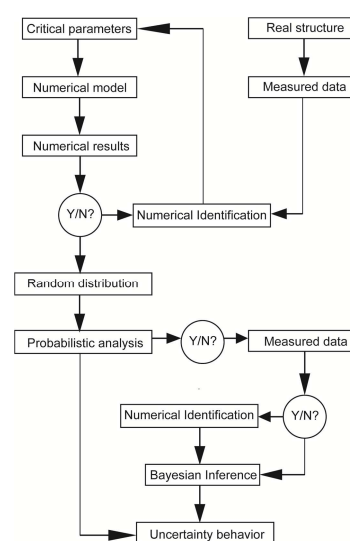 Critical parameters
Real structure
Numerical model
Measured data
Numerical results
Y/N?
Numerical Identification
Random distribution
Probabilistic analysis
Y/N?
Measured data
Numerical Identification
Y/N?
Bayesian Inference
Uncertainty behavior